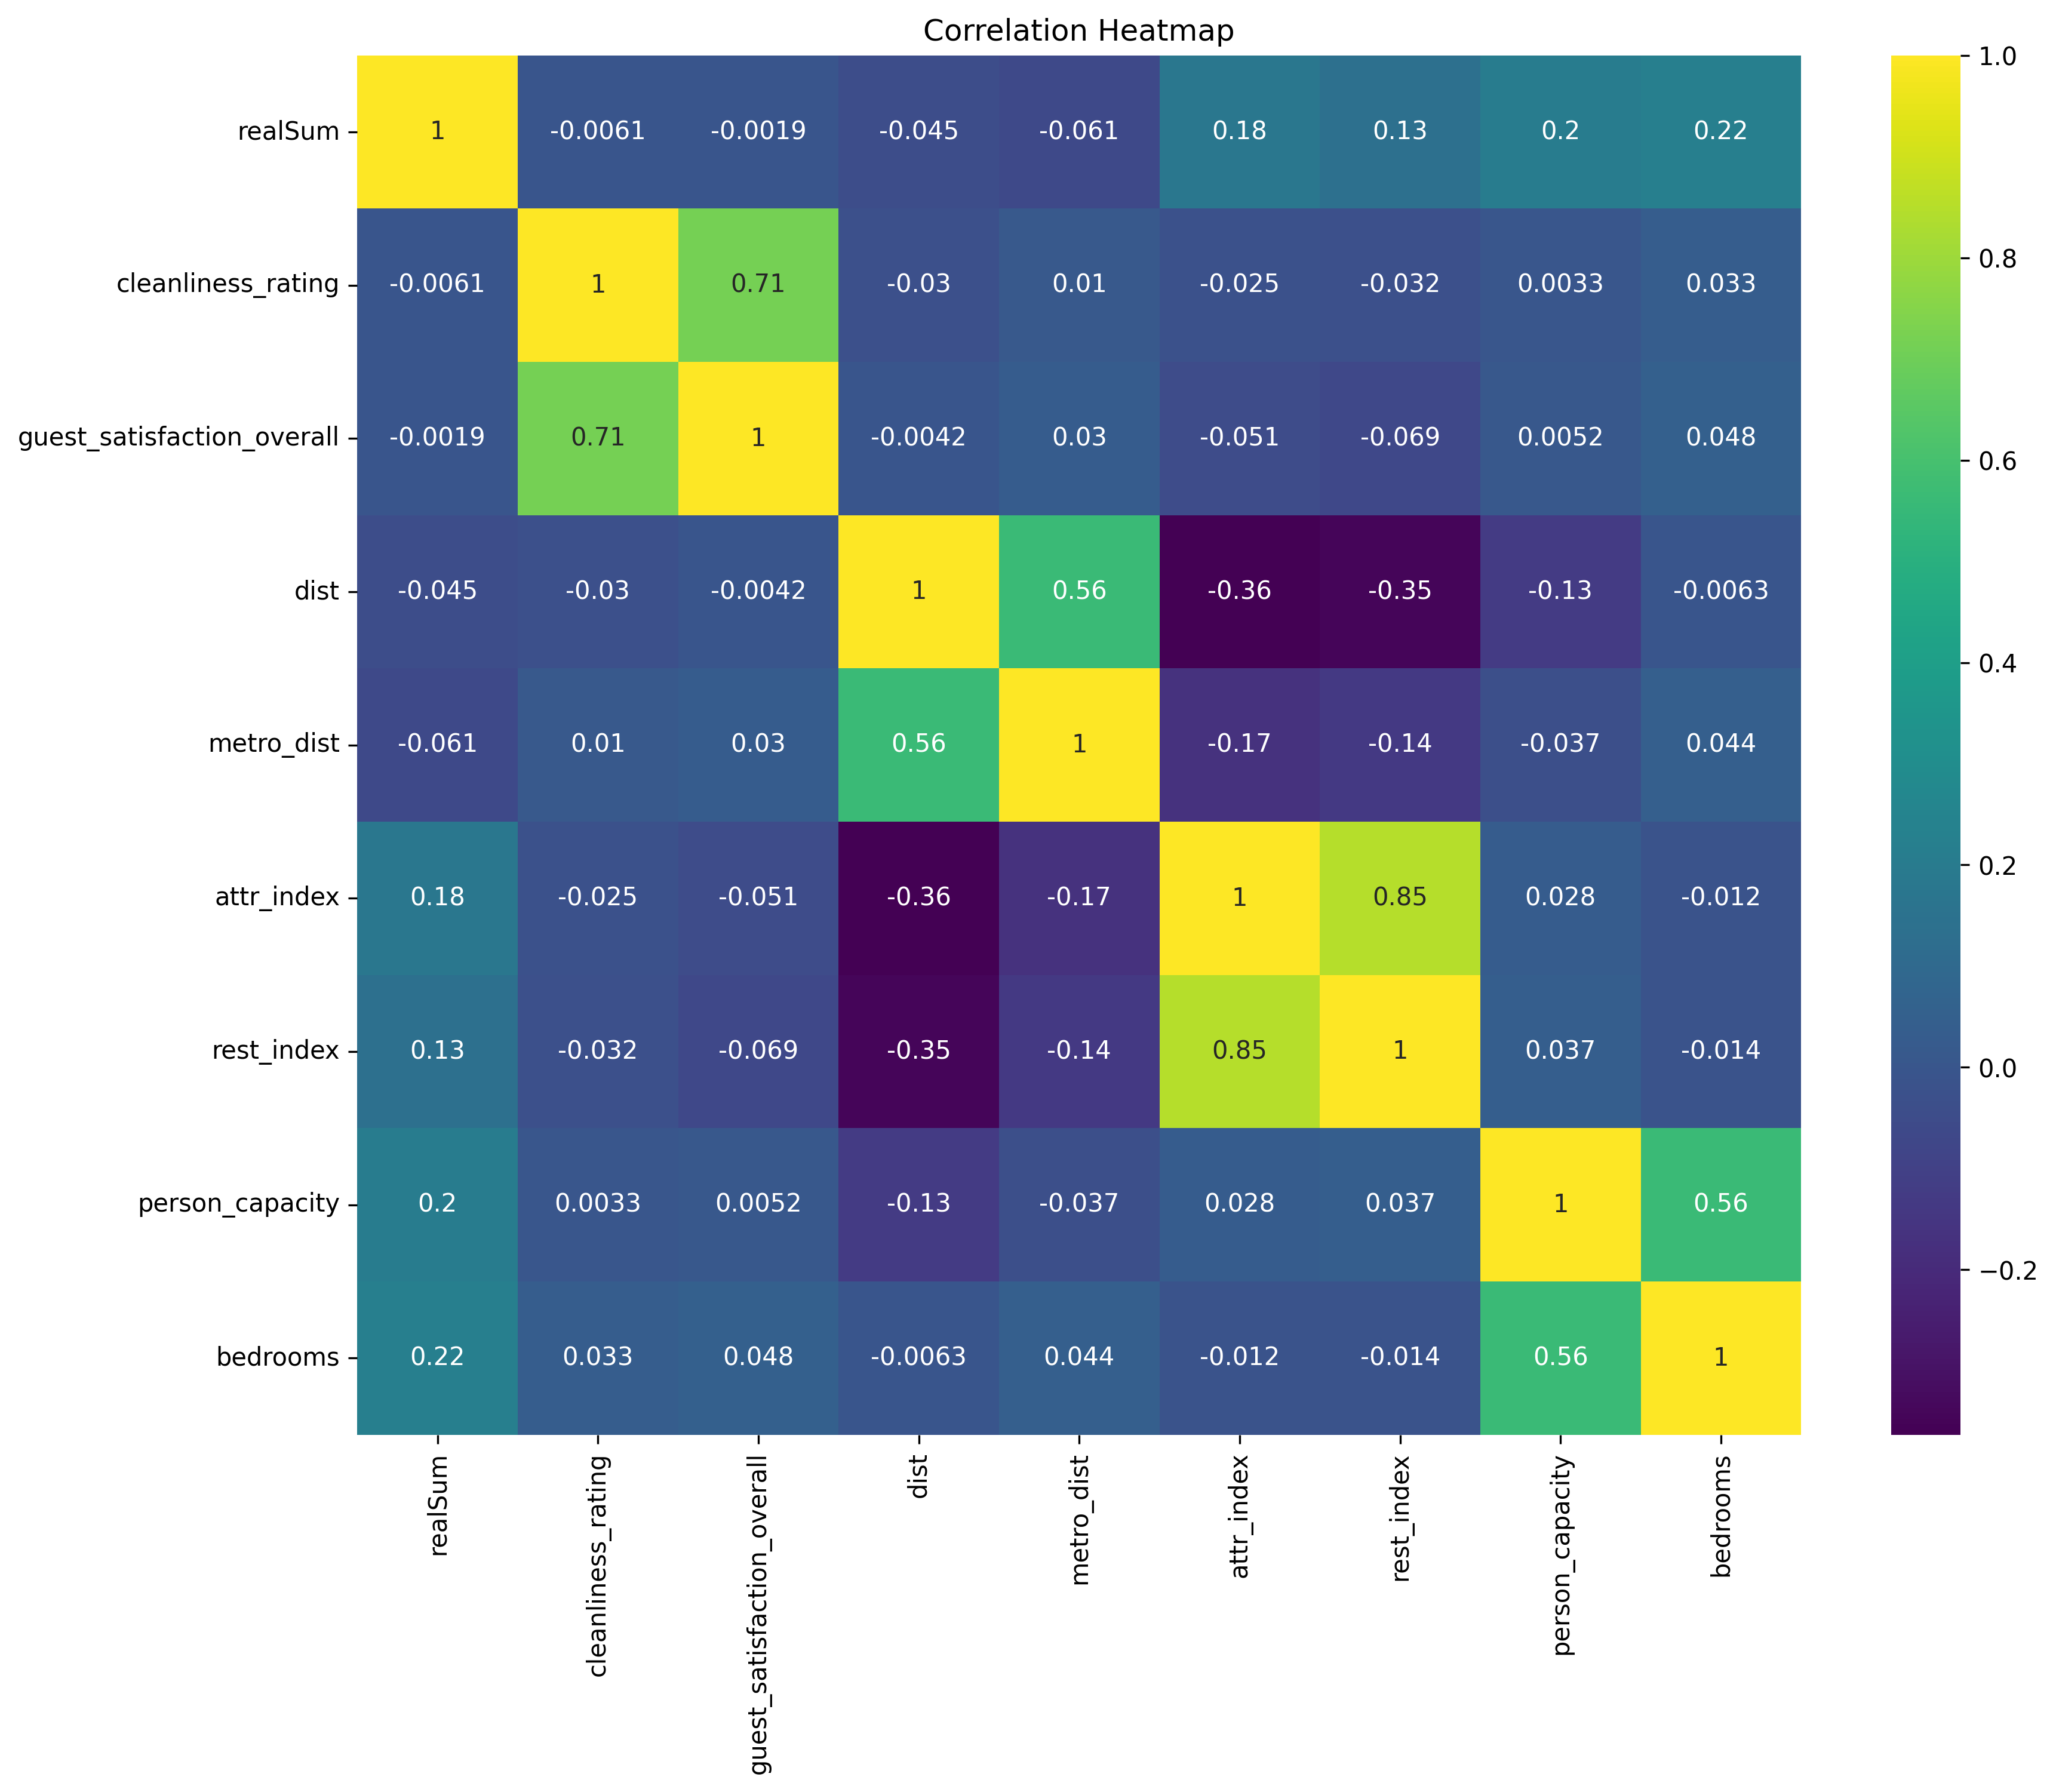 Correlation Heatmap
realSum 1 -0.0061 -0.0019 -0.045 -0.061 0.18 0.13 0.2 0.22
cleanliness_rating -0.0061 1 0.71 -0.03 0.01 -0.025 -0.032 0.0033 0.033
guest_satisfaction_overall -0.0019 0.71 1 -0.0042 0.03 -0.051 -0.069 0.0052 0.048
dist -0.045 -0.03 -0.0042 1 0.56 -0.36 -0.35 -0.13 -0.0063
metro_dist -0.061 0.01 0.03 0.56 1 -0.17 -0.14 -0.037 0.044
attr_index 0.18 -0.025 -0.051 -0.36 -0.17 1 0.85 0.028 -0.012
rest_index 0.13 -0.032 -0.069 -0.35 -0.14 0.85 1 0.037 -0.014
person_capacity 0.2 0.0033 0.0052 -0.13 -0.037 0.028 0.037 1 0.56
bedrooms 0.22 0.033 0.048 -0.0063 0.044 -0.012 -0.014 0.56 1
realSum
cleanliness_rating
guest_satisfaction_overall
dist
metro_dist
attr_index
rest_index
person_capacity
bedrooms
1.0
0.8
0.6
0.4
0.2
0.0
−0.2